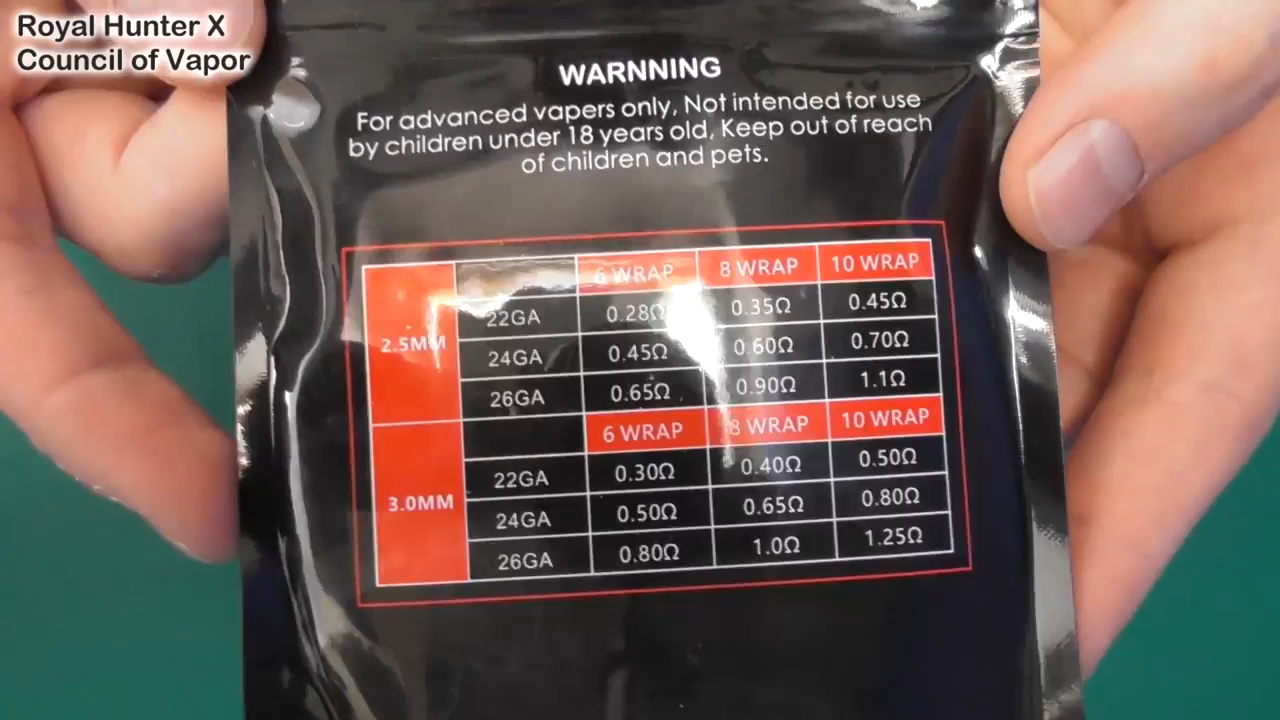 Royal Hunter X
Council of Vapor
WARNNING
For advanced vapers only, Not intended for use
by children under 18 years old, Keep out of reach
of children and pets.
2.5MM
6 WRAP 8 WRAP 10 WRAP
22GA 0.28Ω 0.35Ω 0.45Ω
24GA 0.45Ω 0.60Ω 0.70Ω
26GA 0.65Ω 0.90Ω 1.1Ω
3.0MM
6 WRAP 8 WRAP 10 WRAP
22GA 0.30Ω 0.40Ω 0.50Ω
24GA 0.50Ω 0.65Ω 0.80Ω
26GA 0.80Ω 1.0Ω 1.25Ω